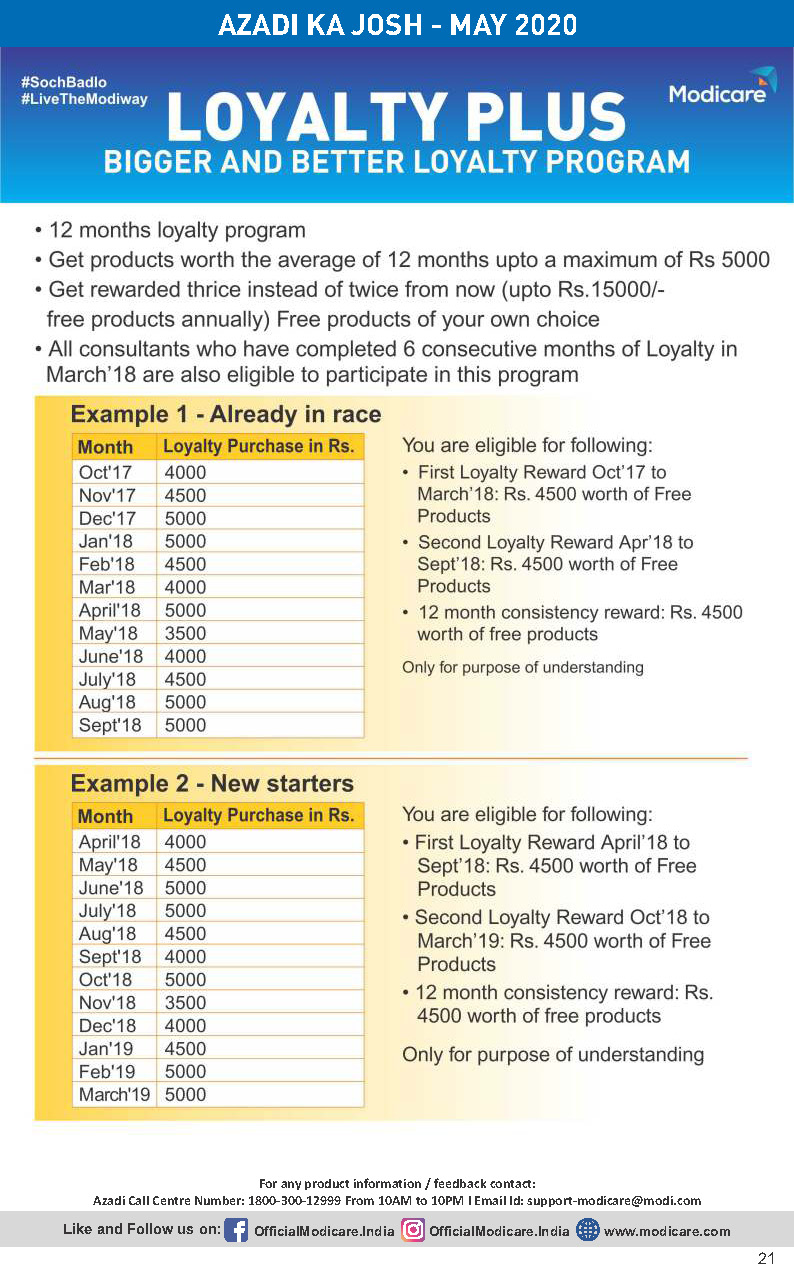 AZADI KA JOSH - MAY 2020
#SochBadlo
#LiveTheModiway
Modicare
LOYALTY PLUS
BIGGER AND BETTER LOYALTY PROGRAM
• 12 months loyalty program
• Get products worth the average of 12 months upto a maximum of Rs 5000
• Get rewarded thrice instead of twice from now (upto Rs.15000/-
free products annually) Free products of your own choice
• All consultants who have completed 6 consecutive months of Loyalty in
March’18 are also eligible to participate in this program
Example 1 - Already in race
Month Loyalty Purchase in Rs.
Oct'17 4000
Nov'17 4500
Dec'17 5000
Jan'18 5000
Feb'18 4500
Mar'18 4000
April'18 5000
May'18 3500
June'18 4000
July'18 4500
Aug'18 5000
Sept'18 5000
You are eligible for following:
• First Loyalty Reward Oct’17 to
March’18: Rs. 4500 worth of Free
Products
• Second Loyalty Reward Apr’18 to
Sept’18: Rs. 4500 worth of Free
Products
• 12 month consistency reward: Rs. 4500
worth of free products
Only for purpose of understanding
Example 2 - New starters
Month Loyalty Purchase in Rs.
April'18 4000
May'18 4500
June'18 5000
July'18 5000
Aug'18 4500
Sept'18 4000
Oct'18 5000
Nov'18 3500
Dec'18 4000
Jan'19 4500
Feb'19 5000
March'19 5000
You are eligible for following:
• First Loyalty Reward April’18 to
Sept’18: Rs. 4500 worth of Free
Products
• Second Loyalty Reward Oct’18 to
March’19: Rs. 4500 worth of Free
Products
• 12 month consistency reward: Rs.
4500 worth of free products
Only for purpose of understanding
For any product information / feedback contact:
Azadi Call Centre Number: 1800-300-12999 From 10AM to 10PM I Email Id: support-modicare@modi.com
Like and Follow us on: OfficialModicare.India OfficialModicare.India www.modicare.com
21